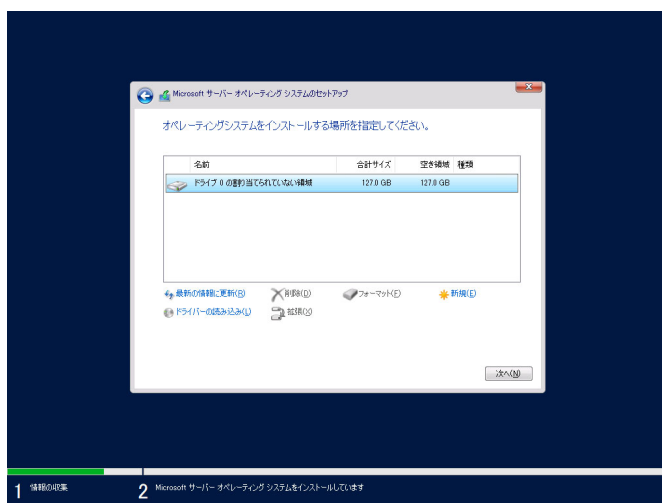 Microsoft サーバー オペレーティング システムのセットアップ
オペレーティングシステムをインストールする場所を指定してください。
名前 合計サイズ 空き領域 種類
ドライブ 0 の割り当てられていない領域 127.0 GB 127.0 GB
最新の情報に更新(R) 削除(D) フォーマット(F) 新規(E)
ドライバーの読み込み(L) 拡張(X)
次へ(N)
1 情報の収集 2 Microsoft サーバー オペレーティング システムをインストールしています